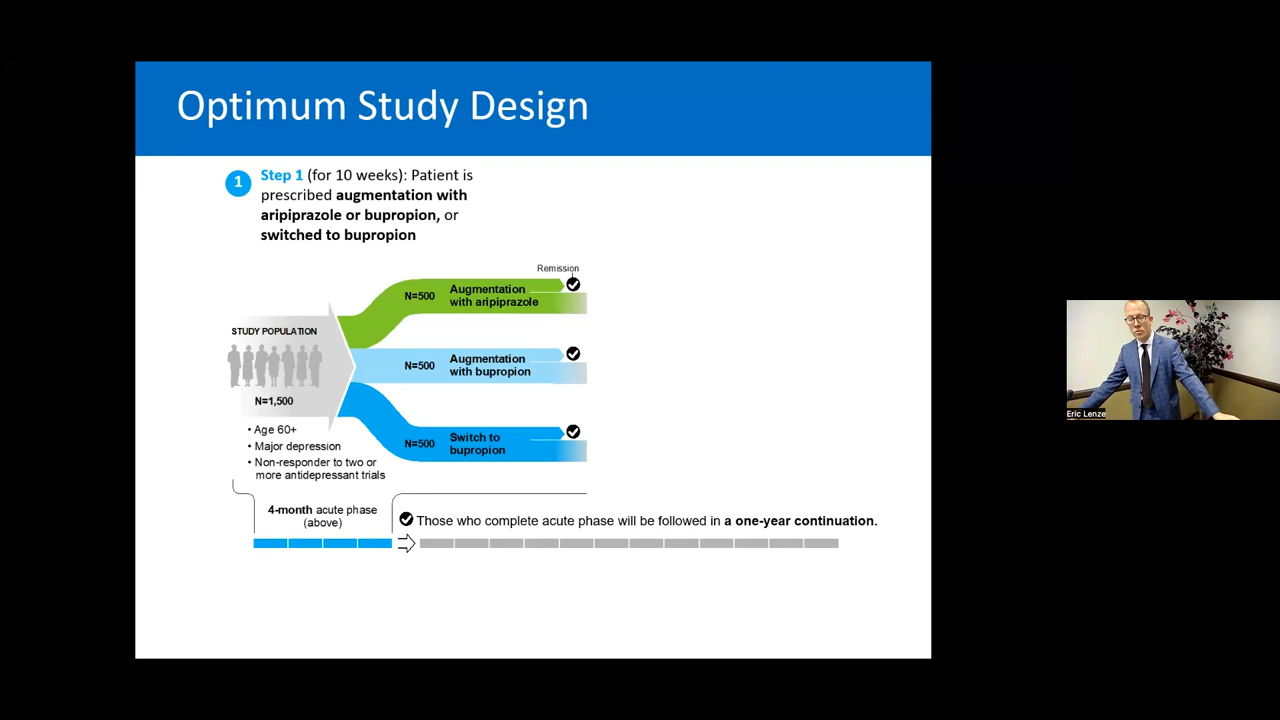 Optimum Study Design
1
Step 1 (for 10 weeks): Patient is
prescribed augmentation with
aripiprazole or bupropion, or
switched to bupropion
Remission
N=500
Augmentation
with aripiprazole
STUDY POPULATION
N=500
Augmentation
with bupropion
N=1,500
N=500
Switch to
bupropion
• Age 60+
• Major depression
• Non-responder to two or
more antidepressant trials
4-month acute phase
(above)
Those who complete acute phase will be followed in a one-year continuation.
Eric Lenze